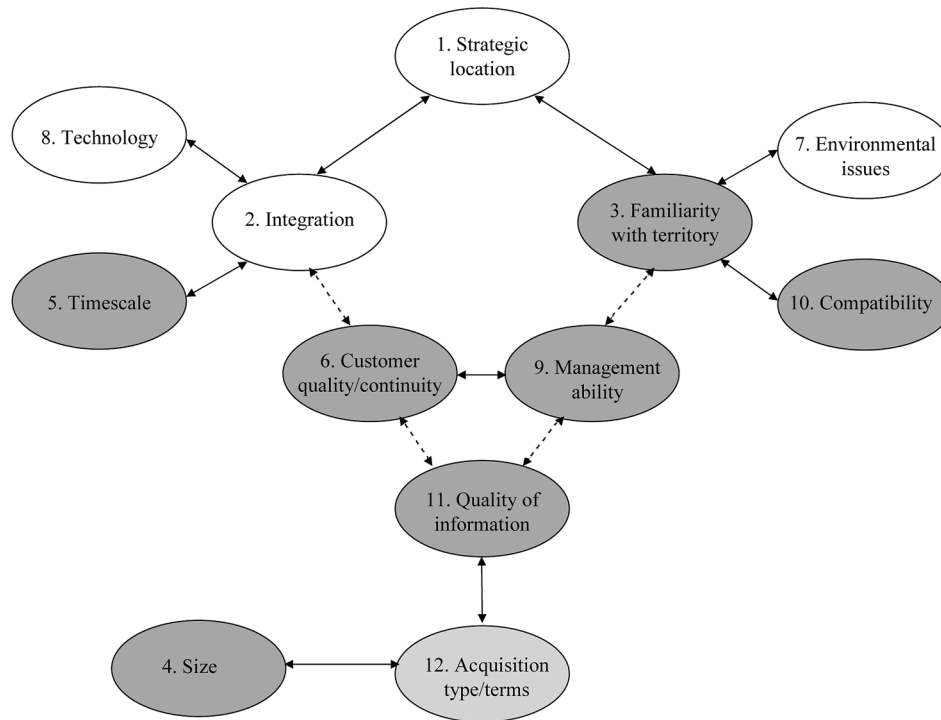 1. Strategic
location
8. Technology
7. Environmental
issues
2. Integration
3. Familiarity
with territory
5. Timescale
10. Compatibility
6. Customer
quality/continuity
9. Management
ability
11. Quality of
information
4. Size
12. Acquisition
type/terms